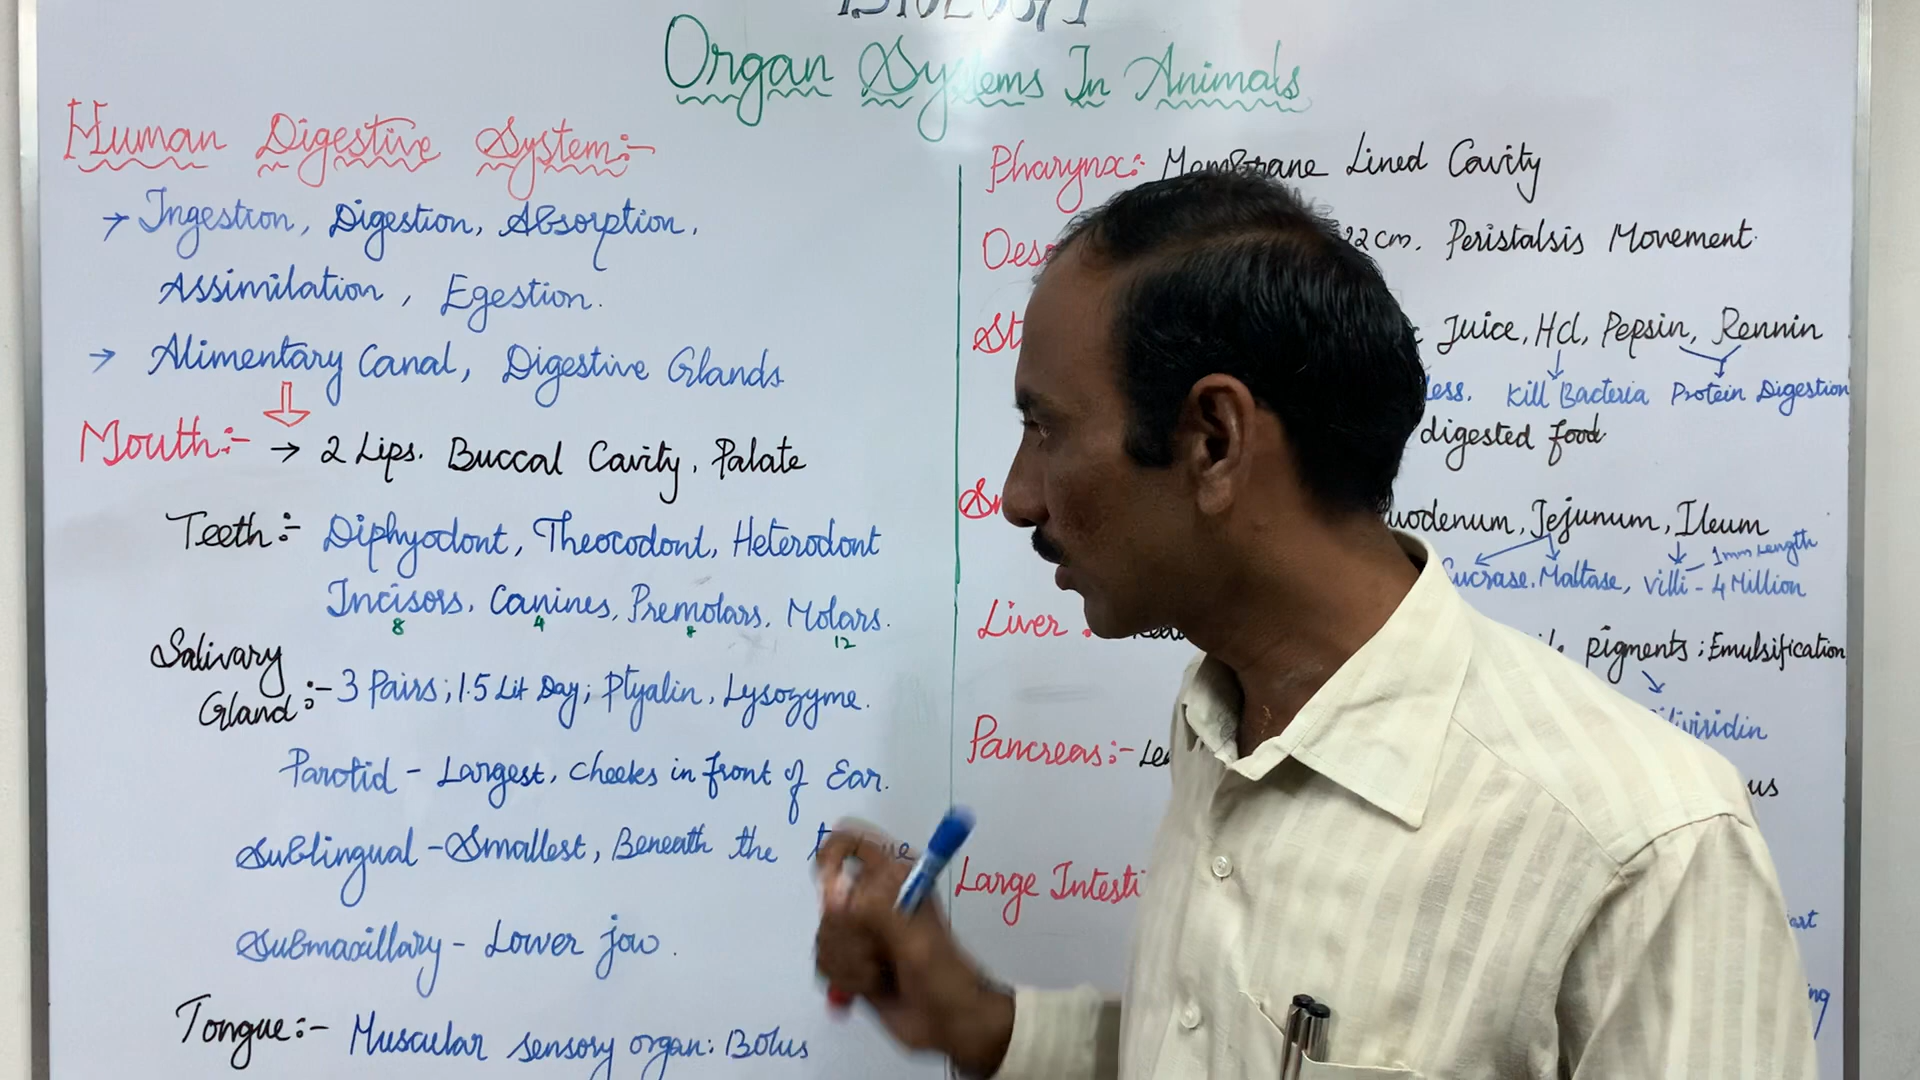 Organ Systems In Animals
Human Digestive System:-
→ Ingestion, Digestion, Absorption,
Assimilation, Egestion.
→ Alimentary Canal, Digestive Glands
Mouth:- → 2 Lips. Buccal Cavity, Palate
Teeth:- Diphyodont, Theocodont, Heterodont
Incisors, Canines, Premolars, Molars.
8 4 8 12
Salivary
Gland:- 3 Pairs; 1.5 Lit Day; Ptyalin, Lysozyme.
Parotid - Largest, cheeks in front of Ear.
Sublingual - Smallest, Beneath the
Submaxillary - Lower jow.
Tongue:- Muscular sensory organ: Bolus
Pharynx:- Membrane Lined Cavity
22 cm. Peristalsis Movement.
Juice, Hcl, Pepsin, Rennin
Kill Bacteria Protein Digestion
digested food.
Jejunum, Ileum
1mm Length
Maltase, Villi - 4 Million
Liver :
pigments; Emulsification
Pancreas:-
Large